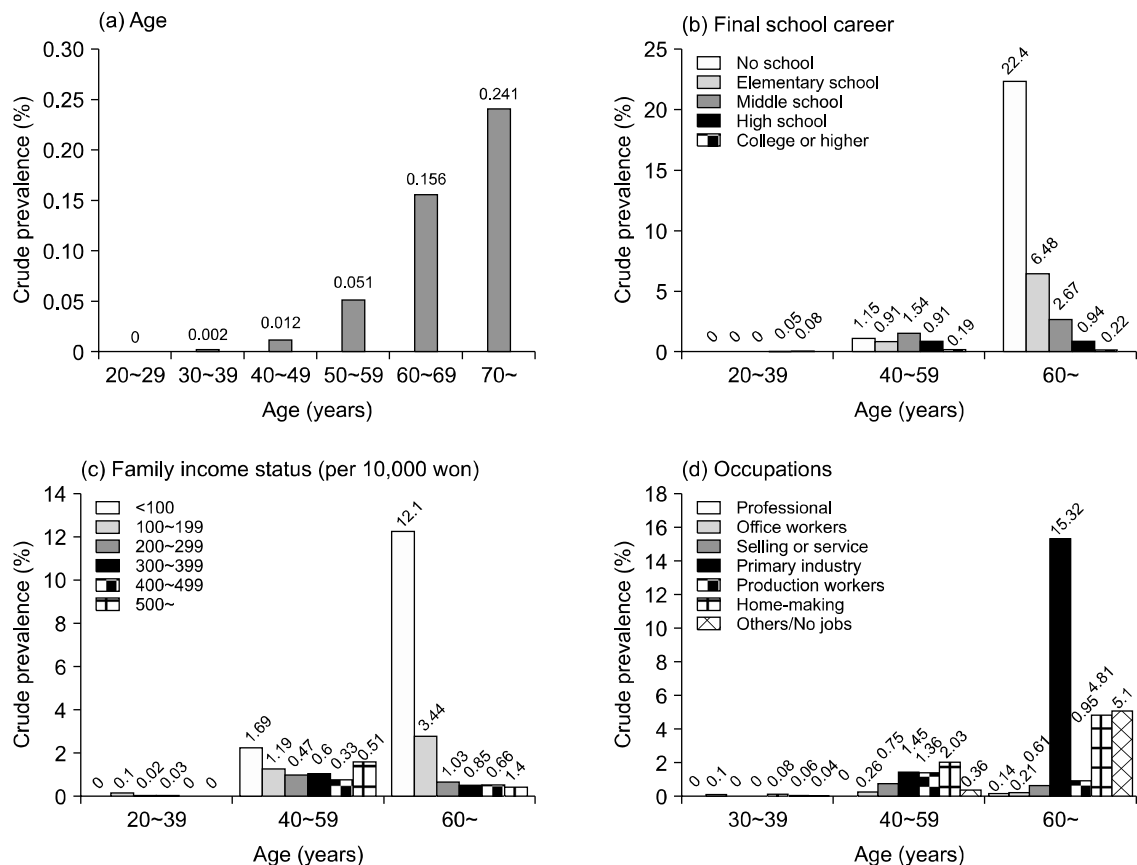 (a) Age
0.30
0.25
0.20
0.15
0.10
0.05
0
Crude prevalence (%)
0
0.002
0.012
0.051
0.156
0.241
20~29 30~39 40~49 50~59 60~69 70~
Age (years)
(b) Final school career
25
20
15
10
5
0
Crude prevalence (%)
No school
Elementary school
Middle school
High school
College or higher
0 0 0 0.05 0.08
1.15 0.91 1.54 0.91 0.19
22.4 6.48 2.67 0.94 0.22
20~39 40~59 60~
Age (years)
(c) Family income status (per 10,000 won)
14
12
10
8
6
4
2
0
Crude prevalence (%)
<100
100~199
200~299
300~399
400~499
500~
0 0.1 0.02 0.03 0 0
1.69 1.19 0.47 0.6 0.33 0.51
12.1 3.44 1.03 0.85 0.66 1.4
20~39 40~59 60~
Age (years)
(d) Occupations
18
16
14
12
10
8
6
4
2
0
Crude prevalence (%)
Professional
Office workers
Selling or service
Primary industry
Production workers
Home-making
Others/No jobs
0 0.1 0 0 0.08 0.06 0.04
0 0.26 0.75 1.45 1.36 2.03 0.36
0.14 0.21 0.61 15.32 0.95 4.81 5.1
30~39 40~59 60~
Age (years)